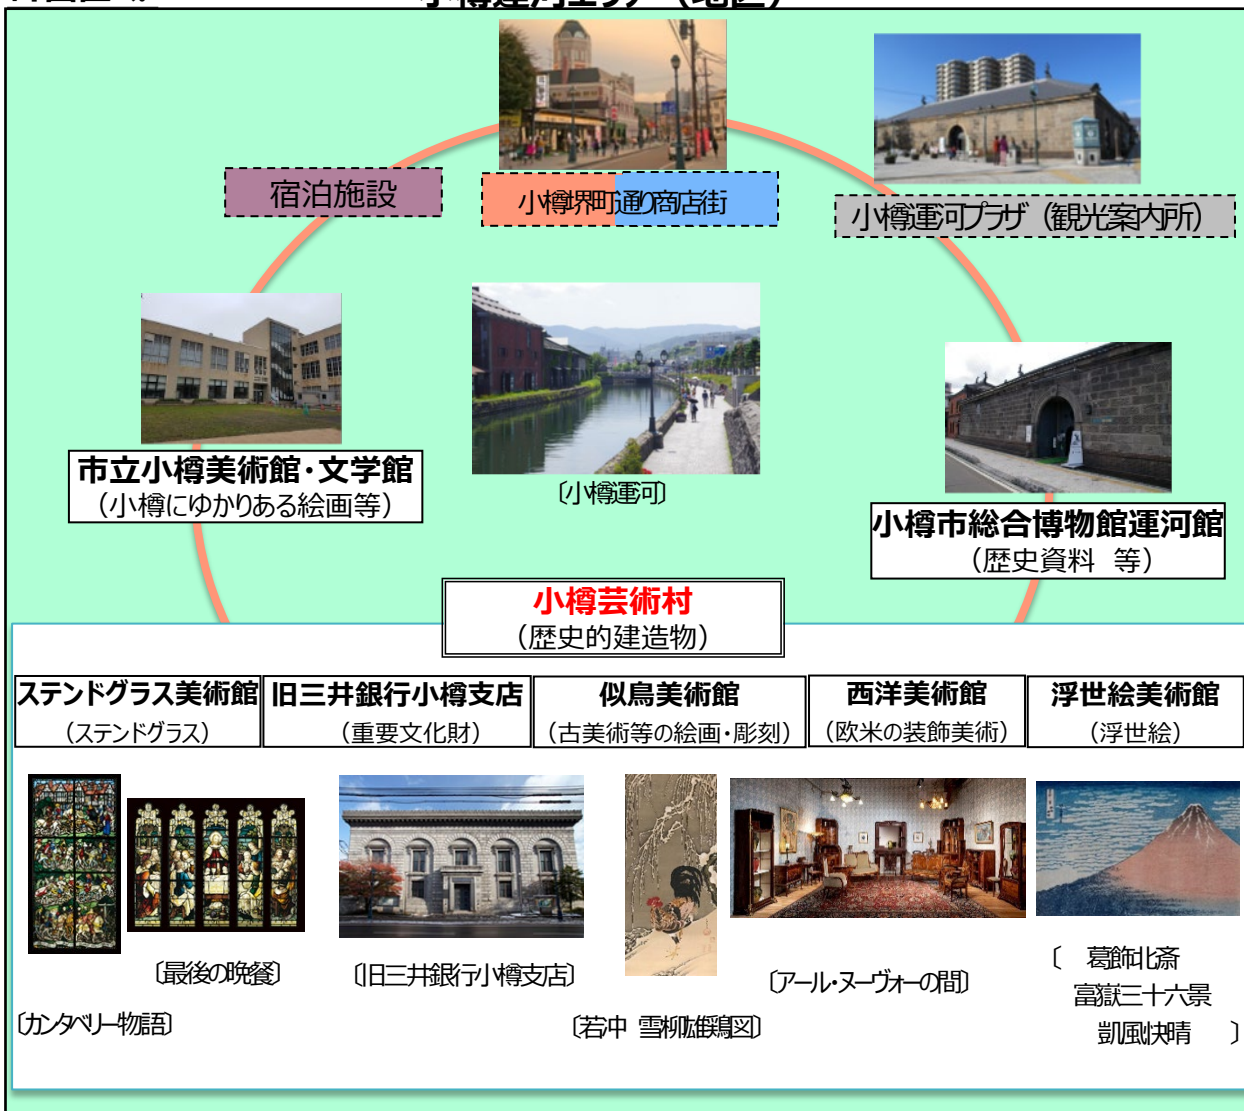 小樽運河エリア（地区）
宿泊施設
小樽堺町通り商店街
小樽運河プラザ（観光案内所）
市立小樽美術館・文学館
（小樽にゆかりある絵画等）
〔小樽運河〕
小樽市総合博物館運河館
（歴史資料　等）
小樽芸術村
（歴史的建造物）
ステンドグラス美術館
（ステンドグラス）
旧三井銀行小樽支店
（重要文化財）
似鳥美術館
（古美術等の絵画・彫刻）
西洋美術館
（欧米の装飾美術）
浮世絵美術館
（浮世絵）
〔最後の晩餐〕
〔カンタベリー物語〕
〔旧三井銀行小樽支店〕
〔若冲 雪柳雄鶏図〕
〔アール・ヌーヴォーの間〕
〔　葛飾北斎
富嶽三十六景
凱風快晴　〕